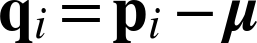 𝐪ᵢ = 𝐩ᵢ − 𝝁